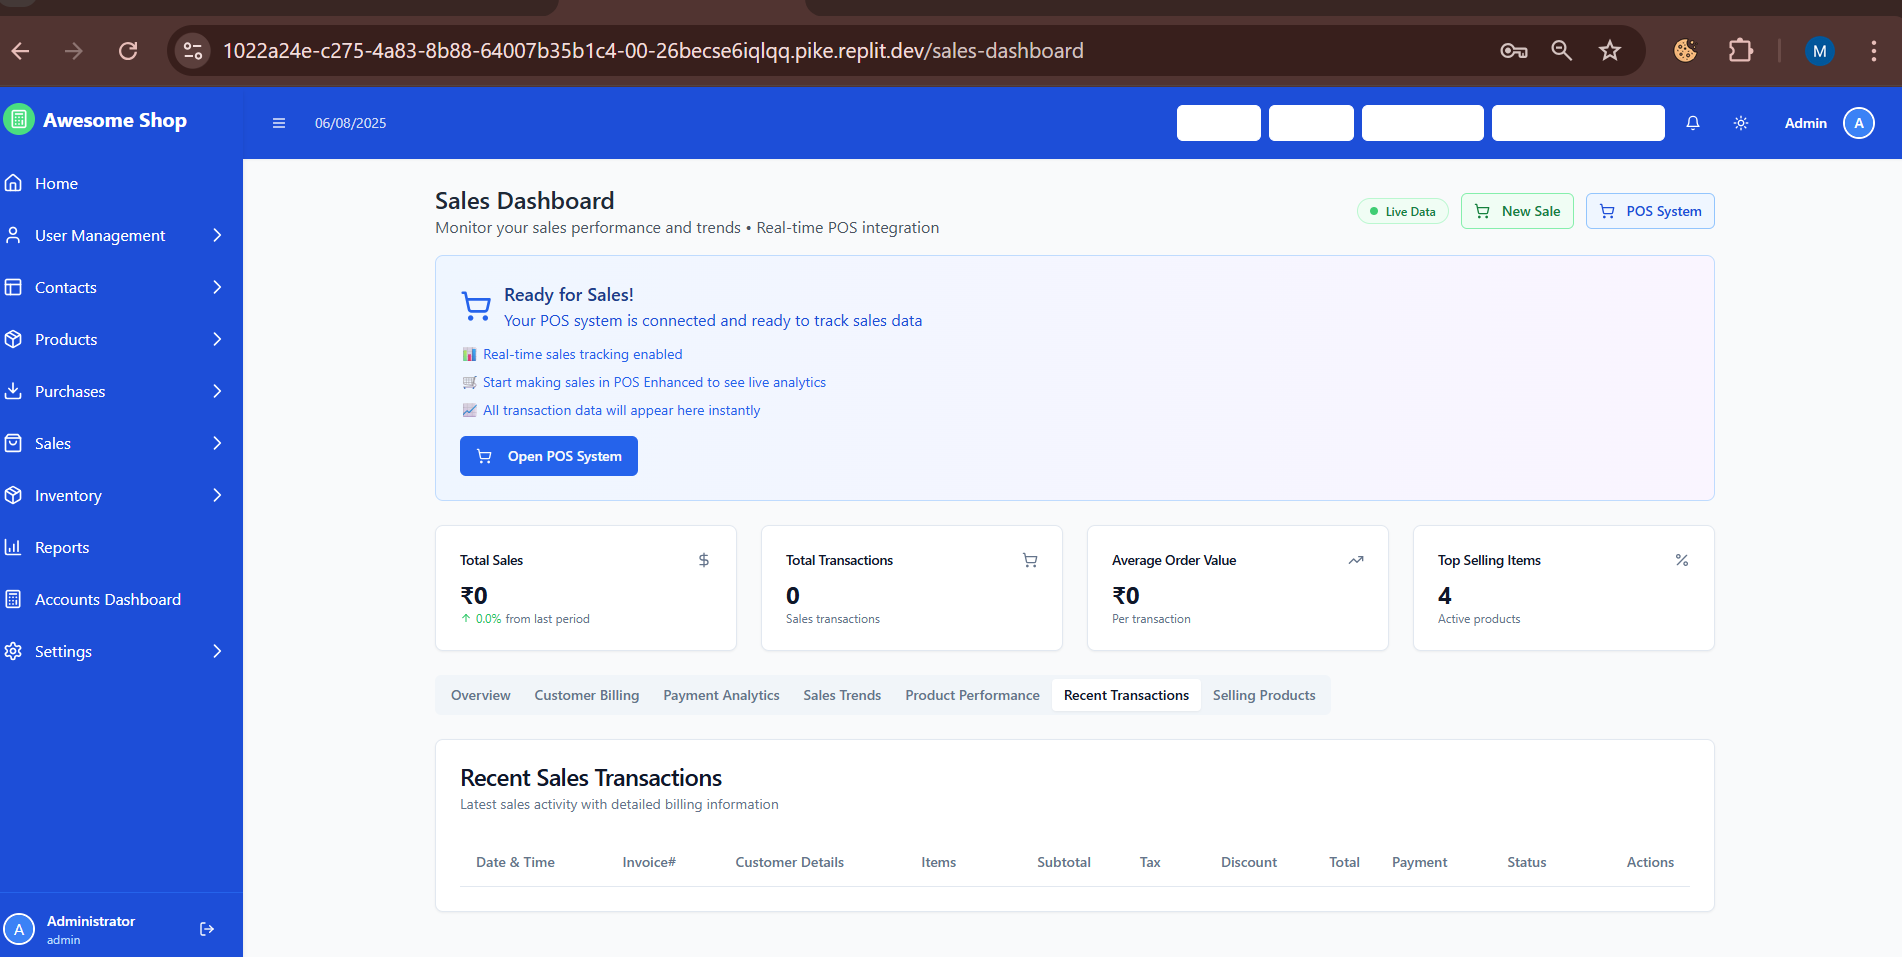 1022a24e-c275-4a83-8b88-64007b35b1c4-00-26becse6iqlqq.pike.replit.dev/sales-dashboard
M
Awesome Shop
06/08/2025
Admin
A
Home
User Management
Contacts
Products
Purchases
Sales
Inventory
Reports
Accounts Dashboard
Settings
A
Administrator
admin
Sales Dashboard
Monitor your sales performance and trends • Real-time POS integration
Live Data
New Sale
POS System
Ready for Sales!
Your POS system is connected and ready to track sales data
Real-time sales tracking enabled
Start making sales in POS Enhanced to see live analytics
All transaction data will appear here instantly
Open POS System
Total Sales $
₹0
↑ 0.0% from last period
Total Transactions
0
Sales transactions
Average Order Value
₹0
Per transaction
Top Selling Items %
4
Active products
Overview Customer Billing Payment Analytics Sales Trends Product Performance Recent Transactions Selling Products
Recent Sales Transactions
Latest sales activity with detailed billing information
Date & Time Invoice# Customer Details Items Subtotal Tax Discount Total Payment Status Actions